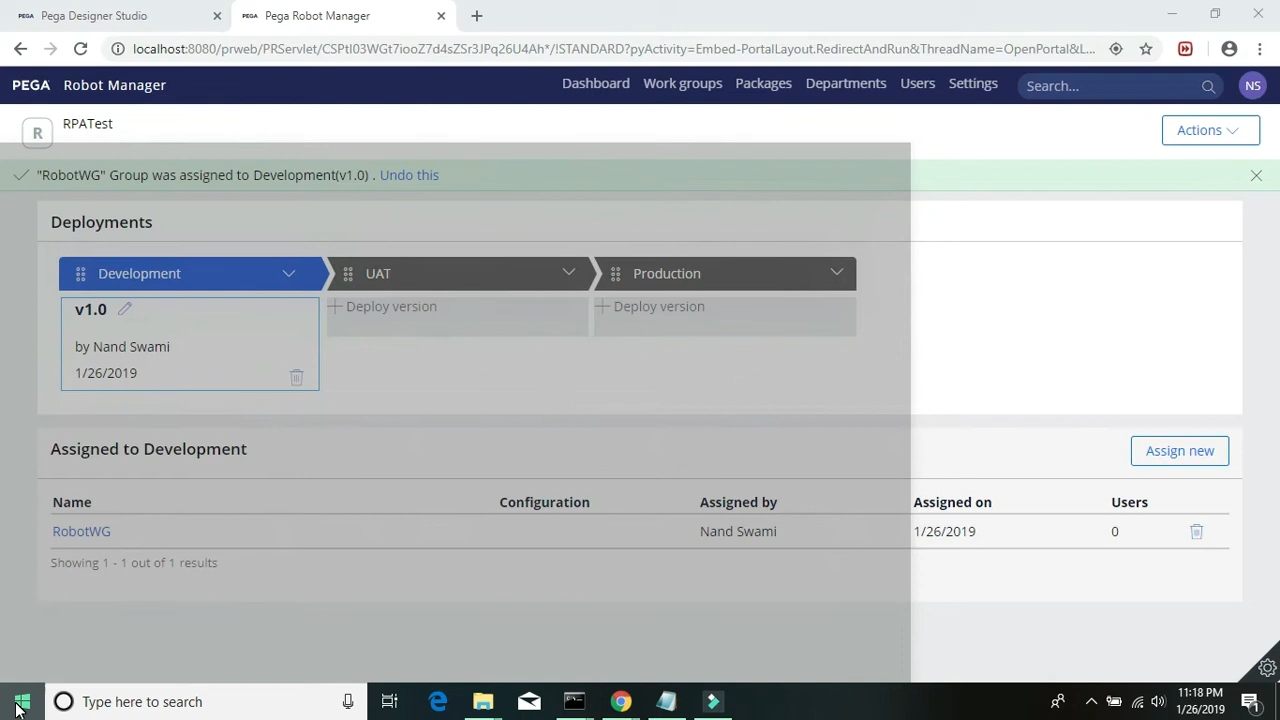 Pega Designer Studio
PEGA Pega Robot Manager
localhost:8080/prweb/PRServlet/CSPtI03WGt7iooZ7d4sZSr3JPq26U4Ah*/!STANDARD?pyActivity=Embed-PortalLayout.RedirectAndRun&ThreadName=OpenPortal&L...
PEGA Robot Manager Dashboard Work groups Packages Departments Users Settings Search... NS
R RPATest Actions
"RobotWG" Group was assigned to Development(v1.0) . Undo this
Deployments
Development UAT Production
v1.0 Deploy version Deploy version
by Nand Swami
1/26/2019
Assigned to Development Assign new
Name Configuration Assigned by Assigned on Users
RobotWG Nand Swami 1/26/2019 0
Showing 1 - 1 out of 1 results
Type here to search
11:18 PM
1/26/2019
1